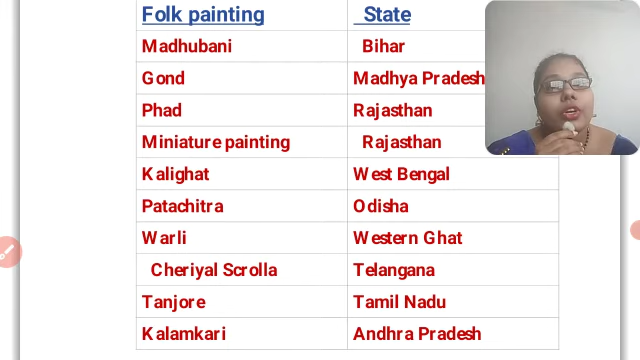 Folk painting State
Madhubani Bihar
Gond Madhya Pradesh
Phad Rajasthan
Miniature painting Rajasthan
Kalighat West Bengal
Patachitra Odisha
Warli Western Ghat
Cheriyal Scrolla Telangana
Tanjore Tamil Nadu
Kalamkari Andhra Pradesh